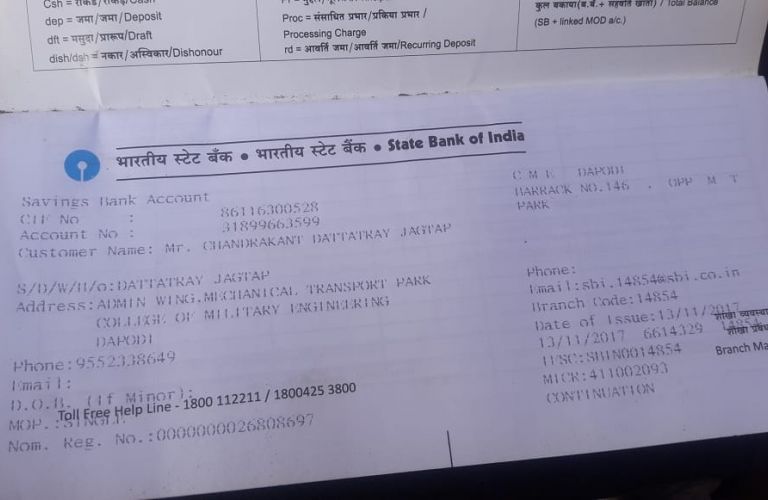 Csh = रोकड/रोकड़/Cash
dep = जमा/जमा/Deposit
dft = मसुदा/प्रारूप/Draft
dish/dsh = नकार/अस्विकार/Dishonour
Proc = संसाधित प्रभार/प्रकिया प्रभार /
Processing Charge
rd = आवर्ति जमा/आवर्ति जमा/Recurring Deposit
कुल बकाया(ब.बँ.+ सहवर्ति खाता) / Total Balance
(SB + linked MOD a/c.)
भारतीय स्टेट बँक • भारतीय स्टेट बैंक • State Bank of India
Savings Bank Account
CIF No : 86116300528
Account No : 31899663599
Customer Name: Mr. CHANDRAKANT DATTATRAY JAGTAP
S/D/W/H/o:DATTATRAY JAGTAP
Address:ADMIN WING,MECHANICAL TRANSPORT PARK
COLLEGE OF MILITARY ENGINEERING
DAPODI
Phone:9552338649
Email:
D.O.B. (If Minor):
Toll Free Help Line - 1800 112211 / 1800425 3800
MOP.:SINGLE
Nom. Reg. No.:0000000026808697
C M E DAPODI
BARRACK NO.146 , OPP M T
PARK
Phone:
Email:sbi.14854@sbi.co.in
Branch Code:14854
Date of Issue:13/11/2017
शाखा व्यवस्था
13/11/2017 6614329 14854
शाखा प्रबंध
IFSC:SBIN0014854
Branch Ma
MICR:411002093
CONTINUATION